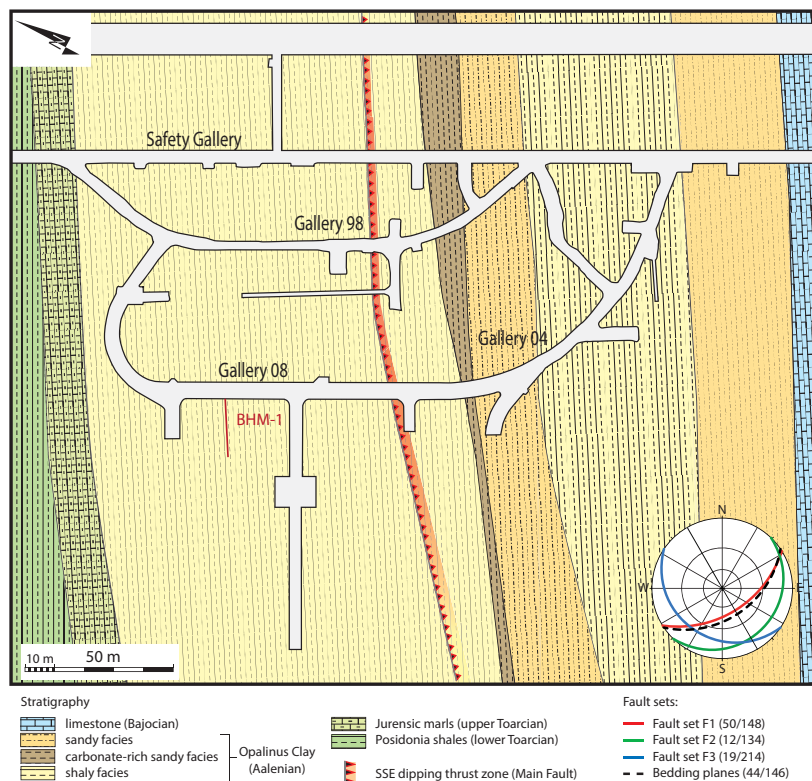 N
Safety Gallery
Gallery 98
Gallery 04
Gallery 08
BHM-1
N
W
E
S
10 m
50 m
Stratigraphy
limestone (Bajocian)
sandy facies
carbonate-rich sandy facies
shaly facies
Opalinus Clay
(Aalenian)
Jurensic marls (upper Toarcian)
Posidonia shales (lower Toarcian)
SSE dipping thrust zone (Main Fault)
Fault sets:
Fault set F1 (50/148)
Fault set F2 (12/134)
Fault set F3 (19/214)
Bedding planes (44/146)